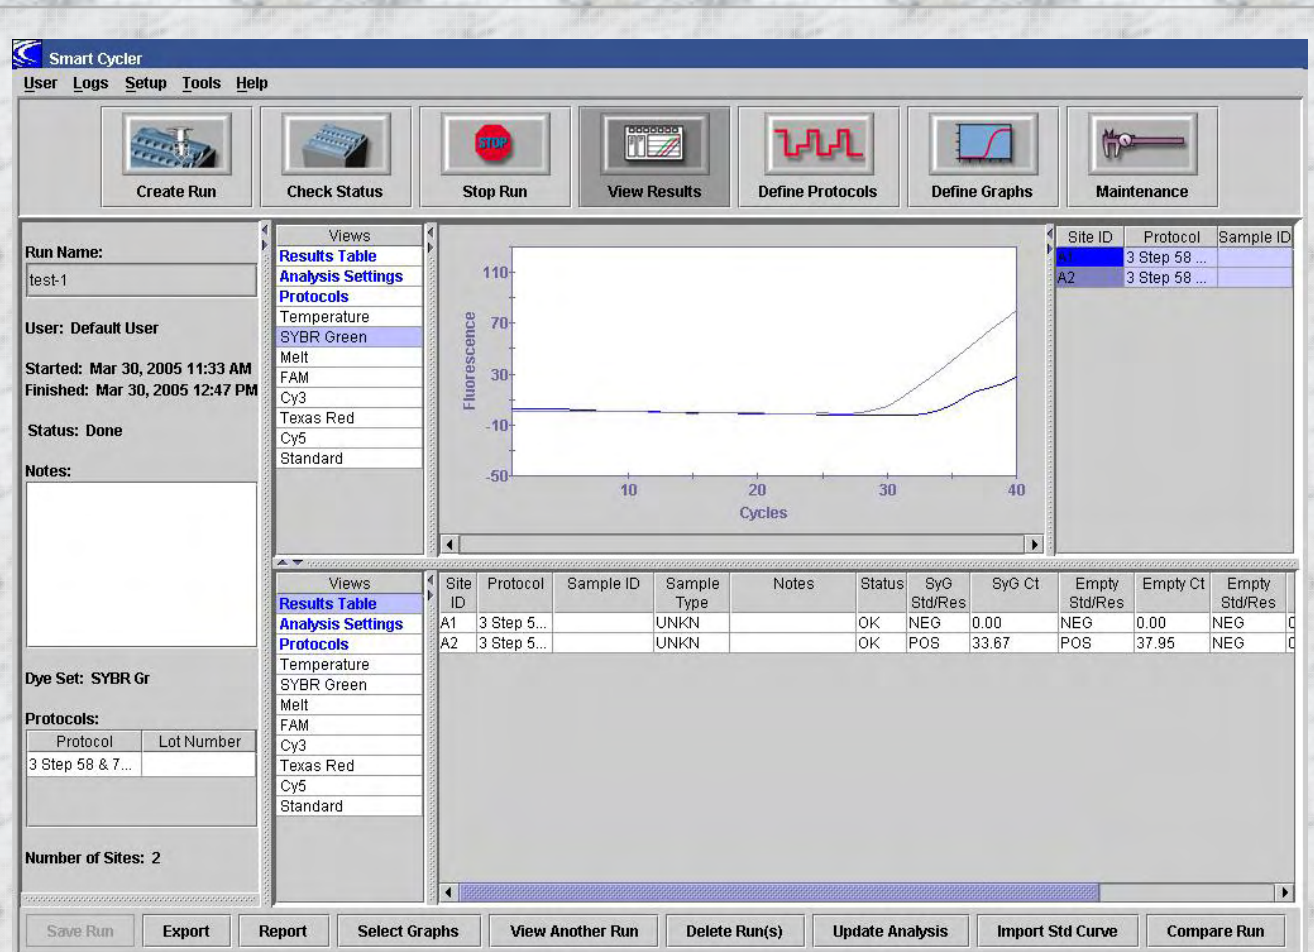 Smart Cycler
User Logs Setup Tools Help
Create Run Check Status Stop Run View Results Define Protocols Define Graphs Maintenance
Run Name:
test-1
User: Default User
Started: Mar 30, 2005 11:33 AM
Finished: Mar 30, 2005 12:47 PM
Status: Done
Notes:
Dye Set: SYBR Gr
Protocols:
Protocol Lot Number
3 Step 58 & 7...
Number of Sites: 2
Views
Results Table
Analysis Settings
Protocols
Temperature
SYBR Green
Melt
FAM
Cy3
Texas Red
Cy5
Standard
Fluorescence
110
70
30
-10
-50
10 20 30 40
Cycles
Site ID Protocol Sample ID
A1 3 Step 58 ...
A2 3 Step 58 ...
Views
Results Table
Analysis Settings
Protocols
Temperature
SYBR Green
Melt
FAM
Cy3
Texas Red
Cy5
Standard
Site ID Protocol Sample ID Sample Type Notes Status SyG Std/Res SyG Ct Empty Std/Res Empty Ct Empty Std/Res
A1 3 Step 5... UNKN OK NEG 0.00 NEG 0.00 NEG
A2 3 Step 5... UNKN OK POS 33.67 POS 37.95 NEG
Save Run Export Report Select Graphs View Another Run Delete Run(s) Update Analysis Import Std Curve Compare Run